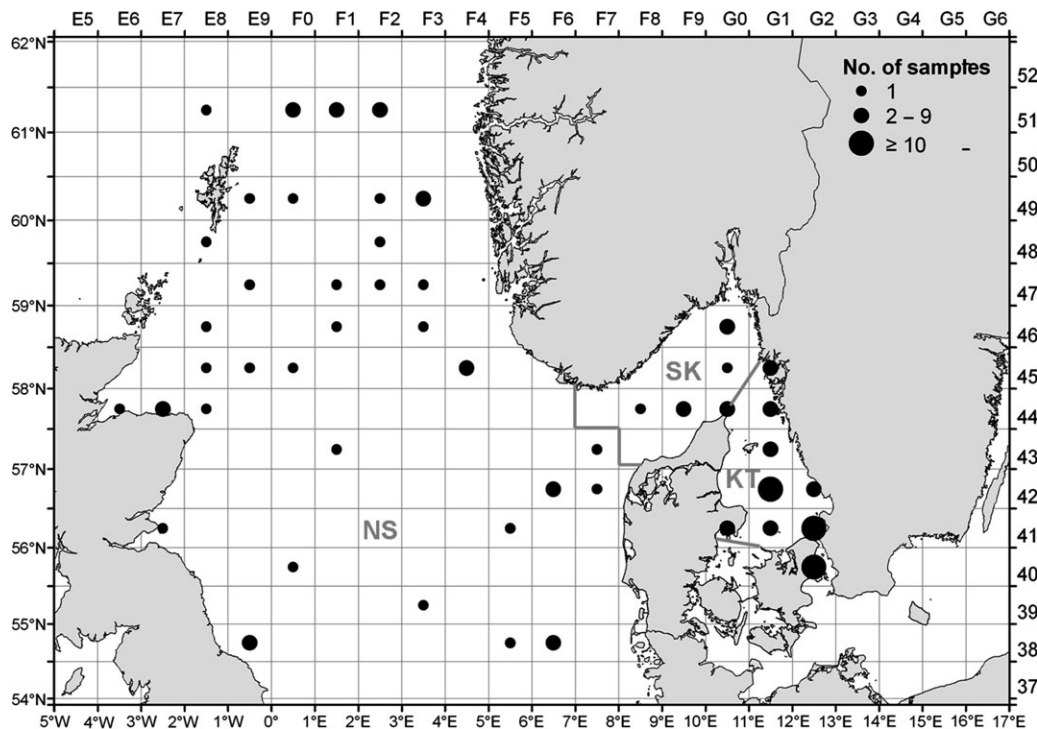 E5 E6 E7 E8 E9 F0 F1 F2 F3 F4 F5 F6 F7 F8 F9 G0 G1 G2 G3 G4 G5 G6
62°N
No. of samples
52
1
2 – 9
61°N
51
≥ 10 –
50
60°N
49
48
59°N
47
46
SK
58°N
45
44
57°N
43
KT
42
NS
56°N
41
40
55°N
39
38
54°N
37
5°W 4°W 3°W 2°W 1°W 0° 1°E 2°E 3°E 4°E 5°E 6°E 7°E 8°E 9°E 10°E 11°E 12°E 13°E 14°E 15°E 16°E 17°E